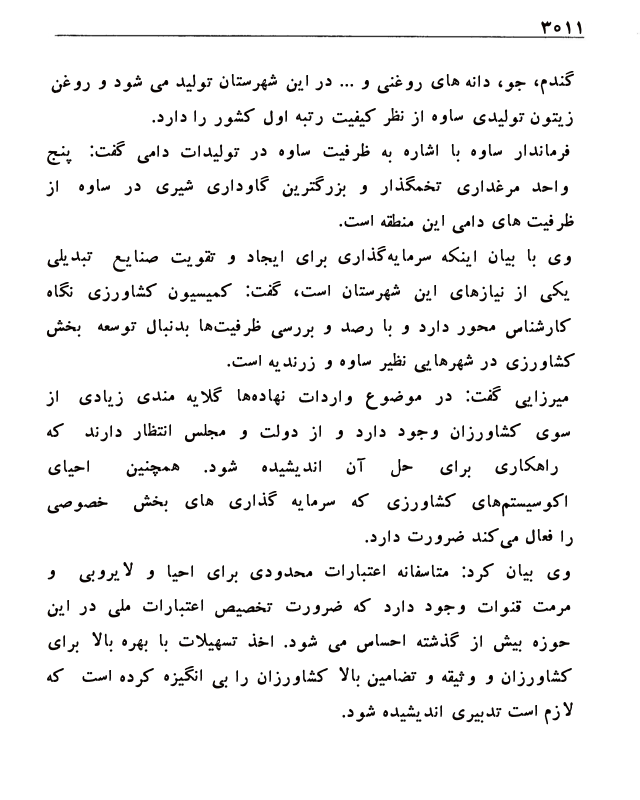 ۳۰۱۱
گندم، جو، دانه های روغنی و ... در این شهرستان تولید می شود و روغن
زیتون تولیدی ساوه از نظر کیفیت رتبه اول کشور را دارد.
فرماندار ساوه با اشاره به ظرفیت ساوه در تولیدات دامی گفت: پنج
واحد مرغداری تخمگذار و بزرگترین گاوداری شیری در ساوه از
ظرفیت های دامی این منطقه است.
وی با بیان اینکه سرمایه‌گذاری برای ایجاد و تقویت صنایع تبدیلی
یکی از نیازهای این شهرستان است، گفت: کمیسیون کشاورزی نگاه
کارشناس محور دارد و با رصد و بررسی ظرفیت‌ها بدنبال توسعه بخش
کشاورزی در شهرهایی نظیر ساوه و زرندیه است.
میرزایی گفت: در موضوع واردات نهاده‌ها گلایه مندی زیادی از
سوی کشاورزان وجود دارد و از دولت و مجلس انتظار دارند که
راهکاری برای حل آن اندیشیده شود. همچنین احیای
اکوسیستم‌های کشاورزی که سرمایه گذاری های بخش خصوصی
را فعال می‌کند ضرورت دارد.
وی بیان کرد: متاسفانه اعتبارات محدودی برای احیا و لایروبی و
مرمت قنوات وجود دارد که ضرورت تخصیص اعتبارات ملی در این
حوزه بیش از گذشته احساس می شود. اخذ تسهیلات با بهره بالا برای
کشاورزان و وثیقه و تضامین بالا کشاورزان را بی انگیزه کرده است که
لازم است تدبیری اندیشیده شود.